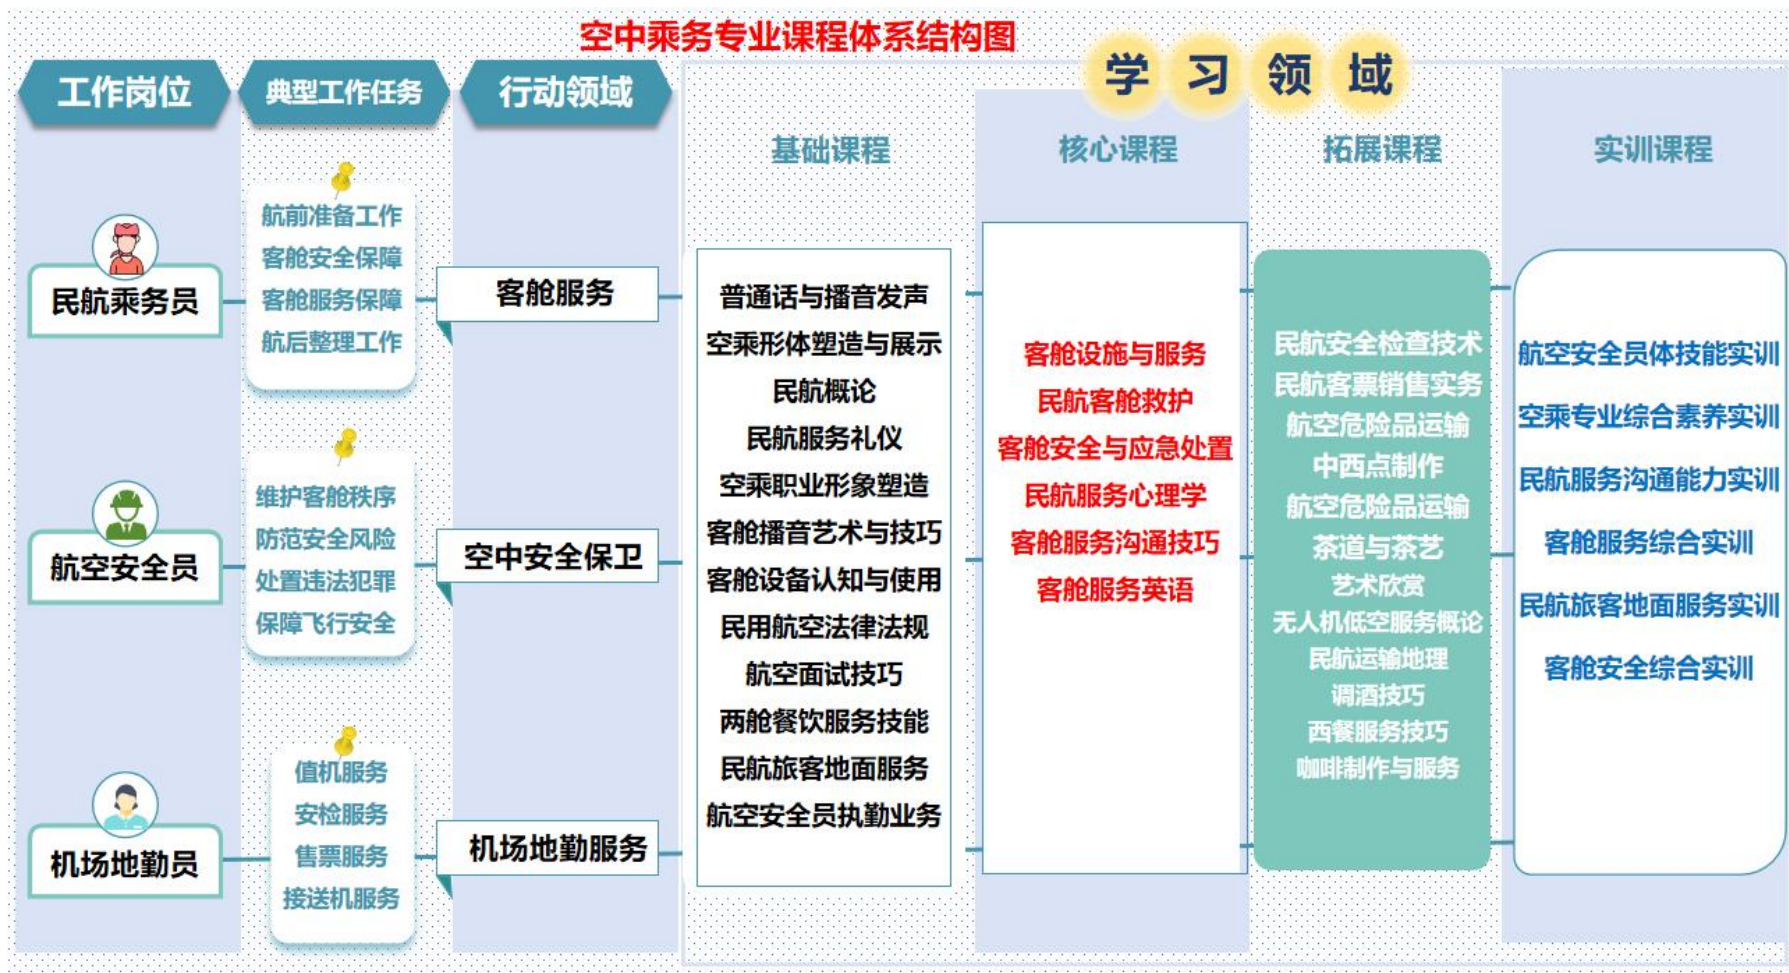 空中乘务专业课程体系结构图
工作岗位
典型工作任务
行动领域
学习领域
基础课程
核心课程
拓展课程
实训课程
民航乘务员
航前准备工作
客舱安全保障
客舱服务保障
航后整理工作
客舱服务
航空安全员
维护客舱秩序
防范安全风险
处置违法犯罪
保障飞行安全
空中安全保卫
机场地勤员
值机服务
安检服务
售票服务
接送机服务
机场地勤服务
普通话与播音发声
空乘形体塑造与展示
民航概论
民航服务礼仪
空乘职业形象塑造
客舱播音艺术与技巧
客舱设备认知与使用
民用航空法律法规
航空面试技巧
两舱餐饮服务技能
民航旅客地面服务
航空安全员执勤业务
客舱设施与服务
民航客舱救护
客舱安全与应急处置
民航服务心理学
客舱服务沟通技巧
客舱服务英语
民航安全检查技术
民航客票销售实务
航空危险品运输
中西点制作
航空危险品运输
茶道与茶艺
艺术欣赏
无人机低空服务概论
民航运输地理
调酒技巧
西餐服务技巧
咖啡制作与服务
航空安全员体技能实训
空乘专业综合素养实训
民航服务沟通能力实训
客舱服务综合实训
民航旅客地面服务实训
客舱安全综合实训